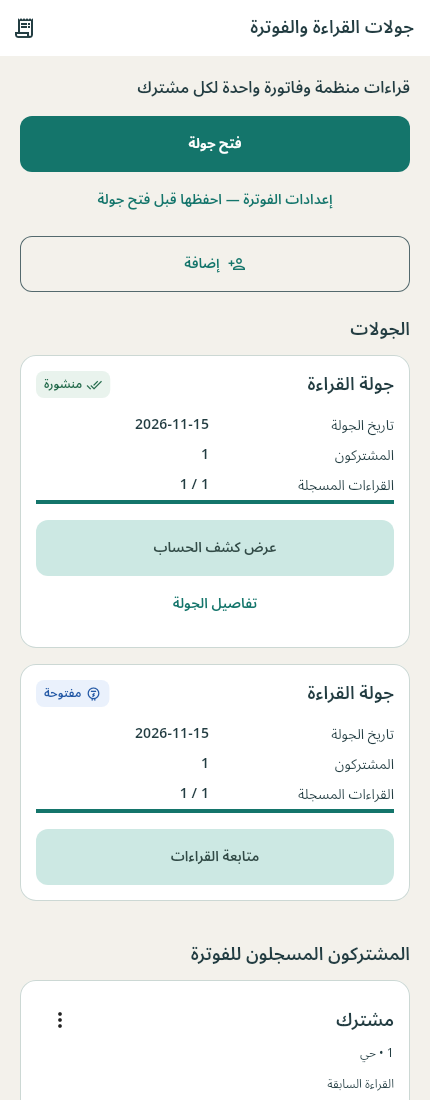 جولات القراءة والفوترة
قراءات منظمة وفاتورة واحدة لكل مشترك
فتح جولة
إعدادات الفوترة — احفظها قبل فتح جولة
إضافة
الجولات
جولة القراءة
منشورة
تاريخ الجولة 2026-11-15
المشتركون 1
القراءات المسجلة 1 / 1
عرض كشف الحساب
تفاصيل الجولة
جولة القراءة
مفتوحة
تاريخ الجولة 2026-11-15
المشتركون 1
القراءات المسجلة 1 / 1
متابعة القراءات
المشتركون المسجلون للفوترة
مشترك
1 • حي
القراءة السابقة